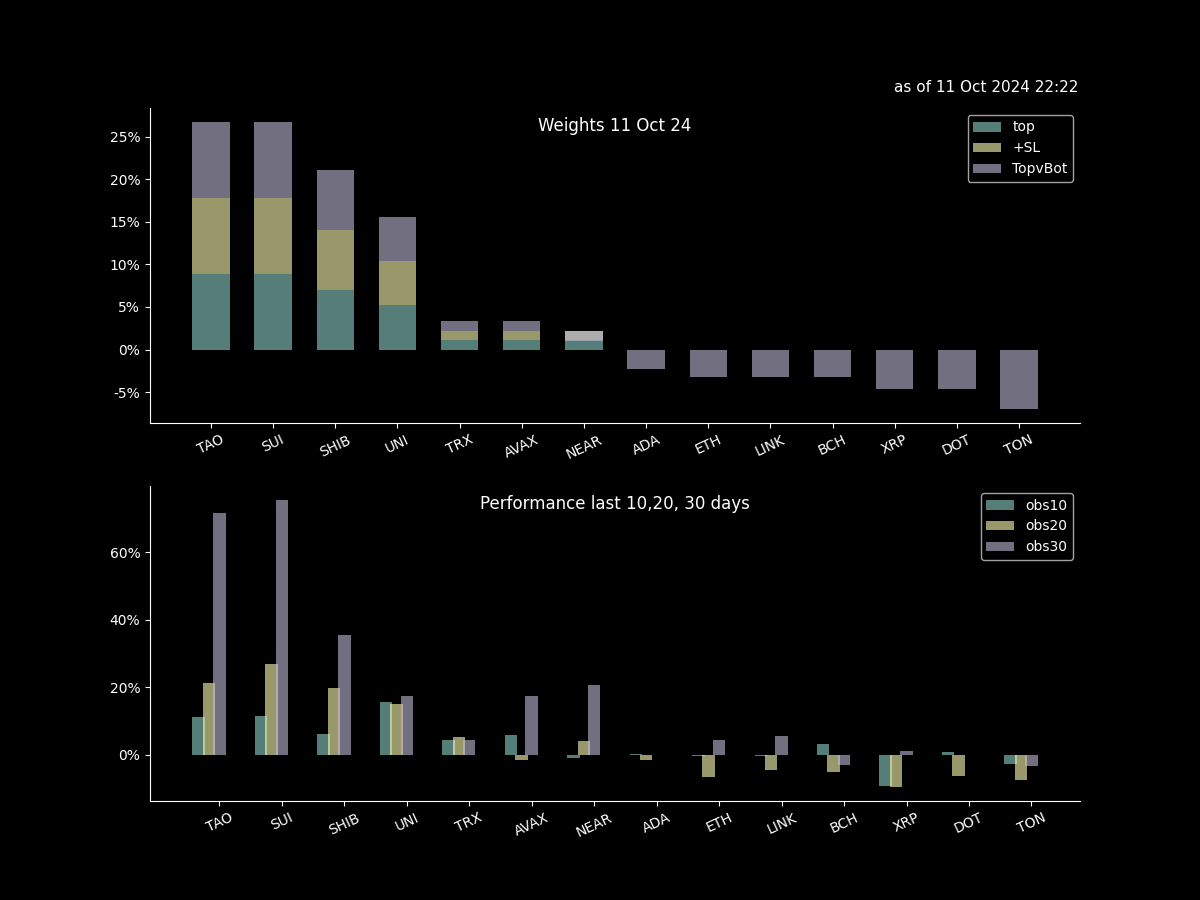 as of 11 Oct 2024 22:22
Weights 11 Oct 24
top
+SL
TopvBot
25%
20%
15%
10%
5%
0%
-5%
TAO SUI SHIB UNI TRX AVAX NEAR ADA ETH LINK BCH XRP DOT TON
Performance last 10,20, 30 days
obs10
obs20
obs30
60%
40%
20%
0%
TAO SUI SHIB UNI TRX AVAX NEAR ADA ETH LINK BCH XRP DOT TON